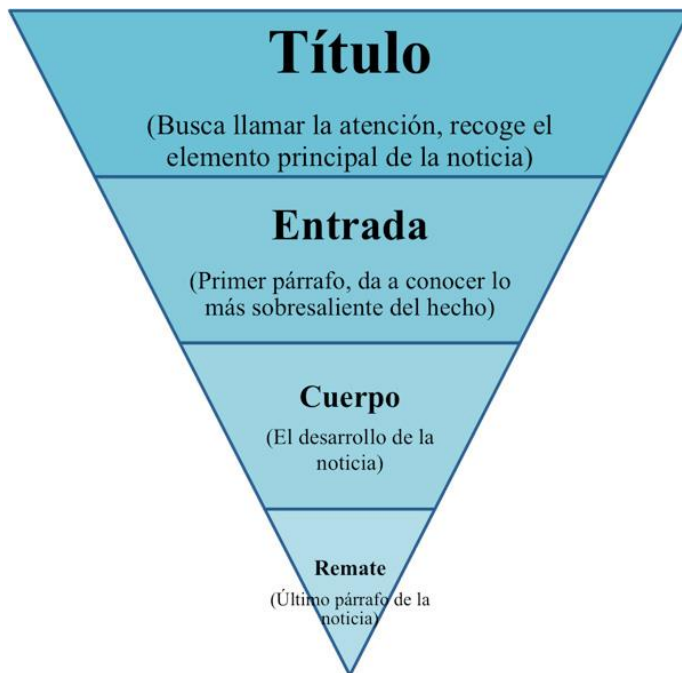 Título
(Busca llamar la atención, recoge el
elemento principal de la noticia)
Entrada
(Primer párrafo, da a conocer lo
más sobresaliente del hecho)
Cuerpo
(El desarrollo de la
noticia)
Remate
(Último párrafo de la
noticia)